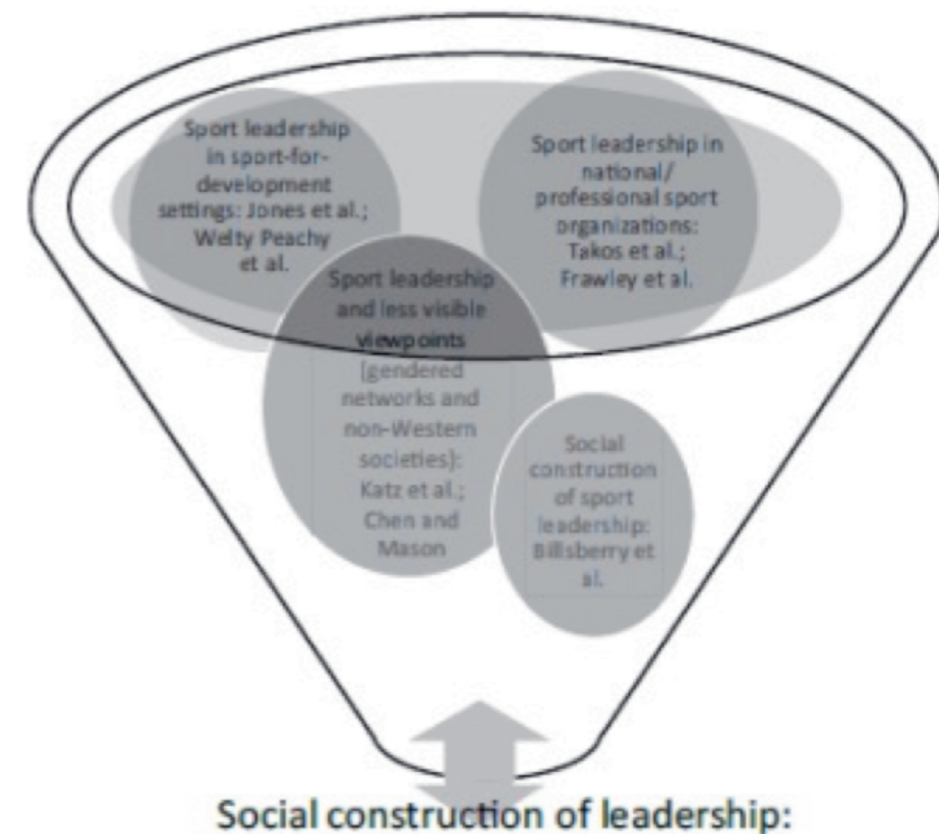 Sport leadership
in sport-for-
development
settings: Jones et al.;
Welty Peachy
et al.
Sport leadership in
national/
professional sport
organizations:
Takos et al.;
Frawley et al.
Sport leadership
and less visible
viewpoints
(gendered
networks and
non-Western
societies):
Katz et al.;
Chen and
Mason
Social
construction
of sport
leadership:
Billsberry et
al.
Social construction of leadership: